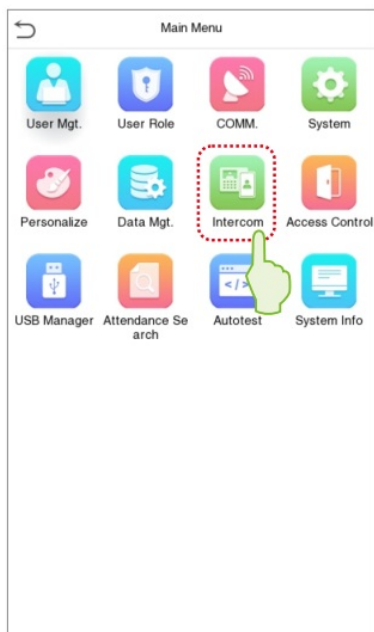 Main Menu
User Mgt. User Role COMM. System
Personalize Data Mgt. Intercom Access Control
USB Manager Attendance Se Autotest System Info
arch